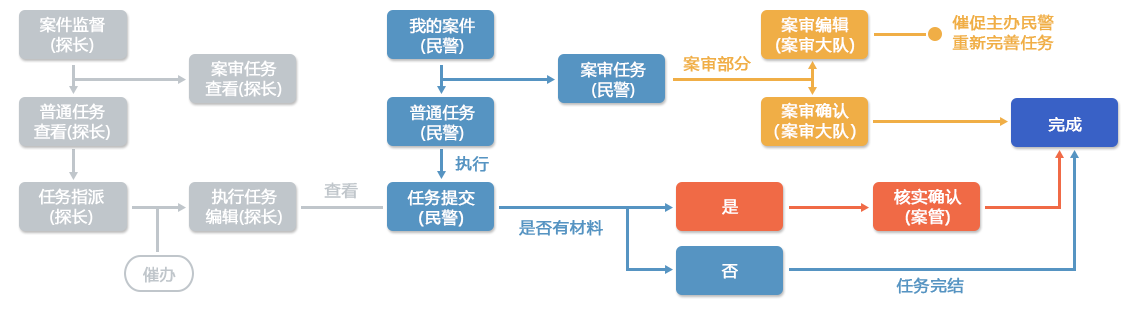 案件监督
(探长)
案审任务
查看(探长)
普通任务
查看(探长)
任务指派
(探长)
执行任务
编辑(探长)
查看
催办
我的案件
(民警)
案审任务
(民警)
普通任务
(民警)
执行
任务提交
(民警)
是否有材料
案审部分
案审编辑
(案审大队)
催促主办民警
重新完善任务
案审确认
(案审大队)
完成
是
核实确认
(案管)
否
任务完结